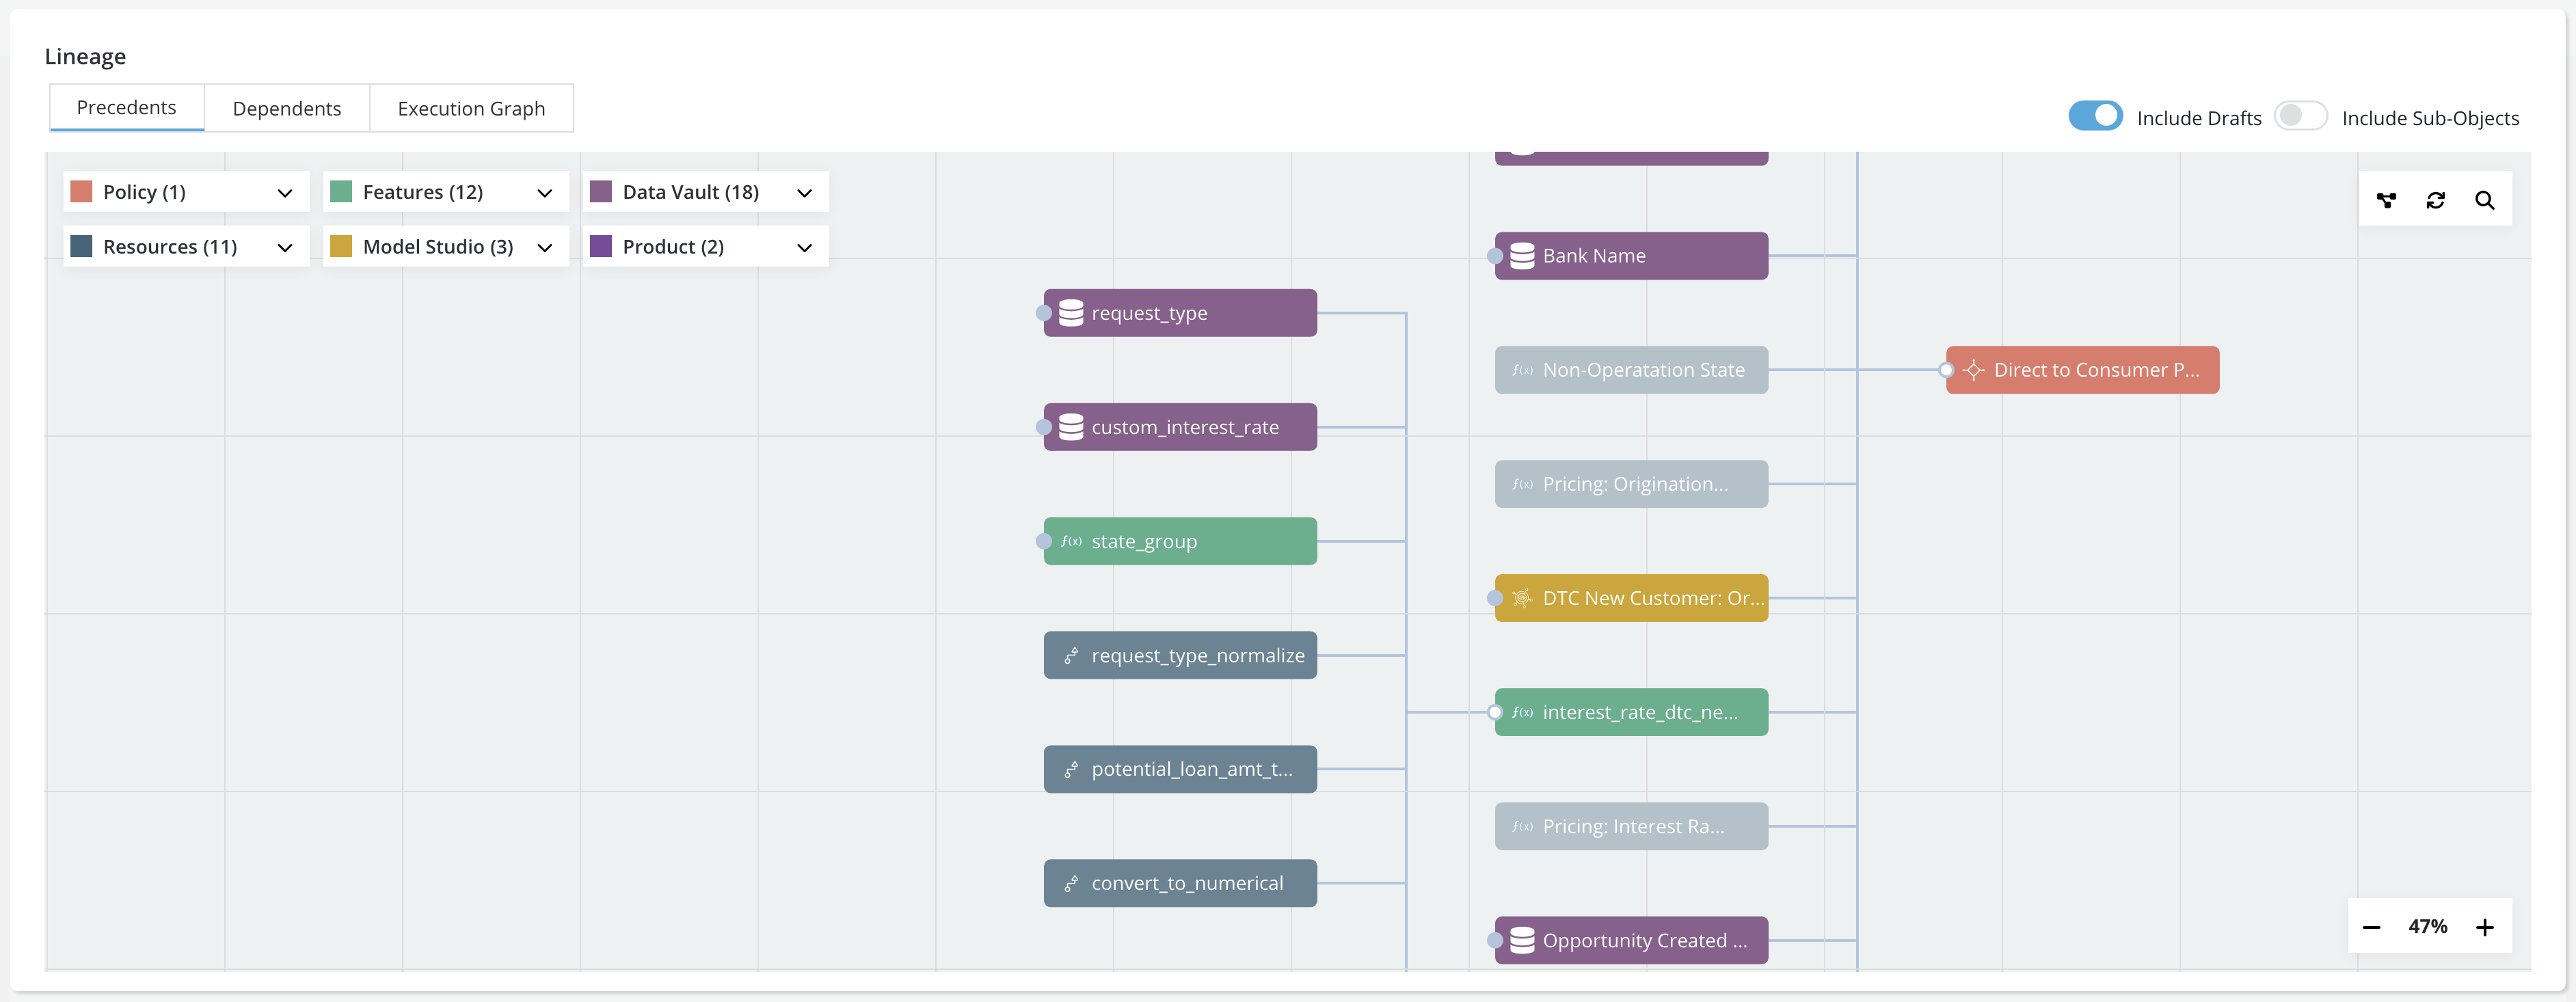 Lineage
Precedents
Dependents
Execution Graph
Include Drafts
Include Sub-Objects
Policy (1)
Features (12)
Data Vault (18)
Resources (11)
Model Studio (3)
Product (2)
request_type
custom_interest_rate
f(x) state_group
request_type_normalize
potential_loan_amt_t...
convert_to_numerical
Bank Name
f(x) Non-Operatation State
f(x) Pricing: Origination...
DTC New Customer: Or...
f(x) interest_rate_dtc_ne...
f(x) Pricing: Interest Ra...
Opportunity Created ...
Direct to Consumer P...
47%